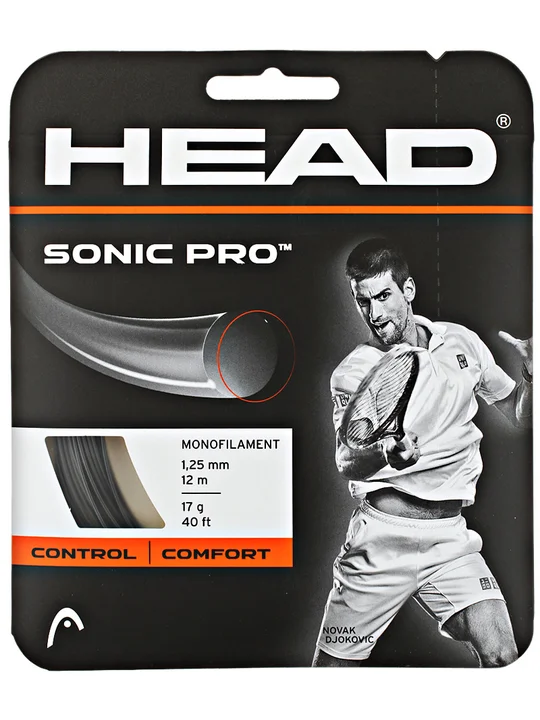 HEAD®
SONIC PRO™
MONOFILAMENT
1,25 mm
12 m
17 g
40 ft
CONTROL | COMFORT
NOVAK
DJOKOVIC